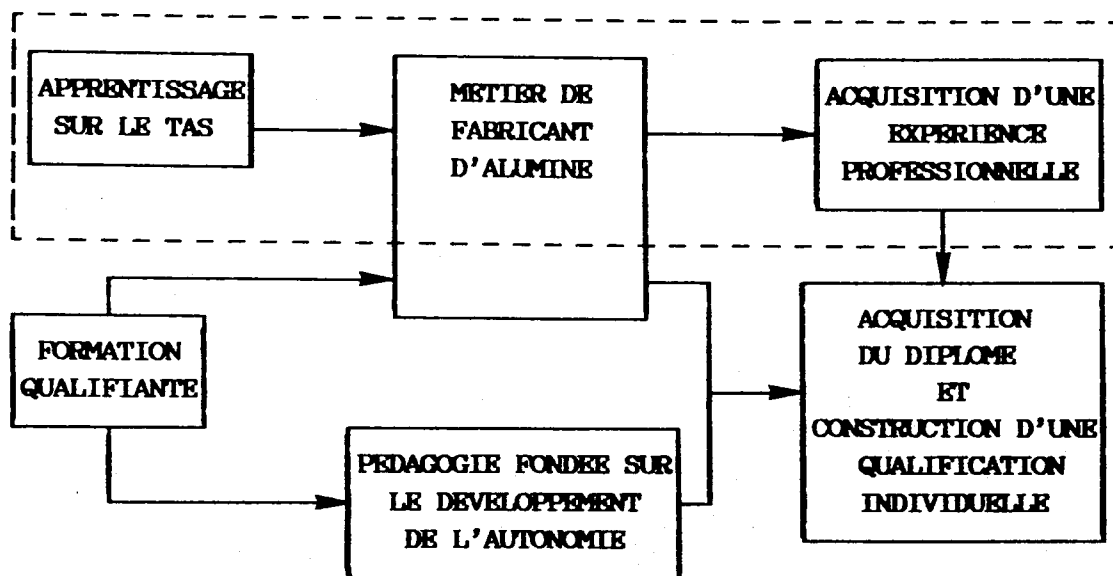 APPRENTISSAGE
SUR LE TAS
METIER DE
FABRICANT
D'ALUMINE
ACQUISITION D'UNE
EXPERIENCE
PROFESSIONNELLE
FORMATION
QUALIFIANTE
PEDAGOGIE FONDEE SUR
LE DEVELOPPEMENT
DE L'AUTONOMIE
ACQUISITION
DU DIPLOME
ET
CONSTRUCTION D'UNE
QUALIFICATION
INDIVIDUELLE